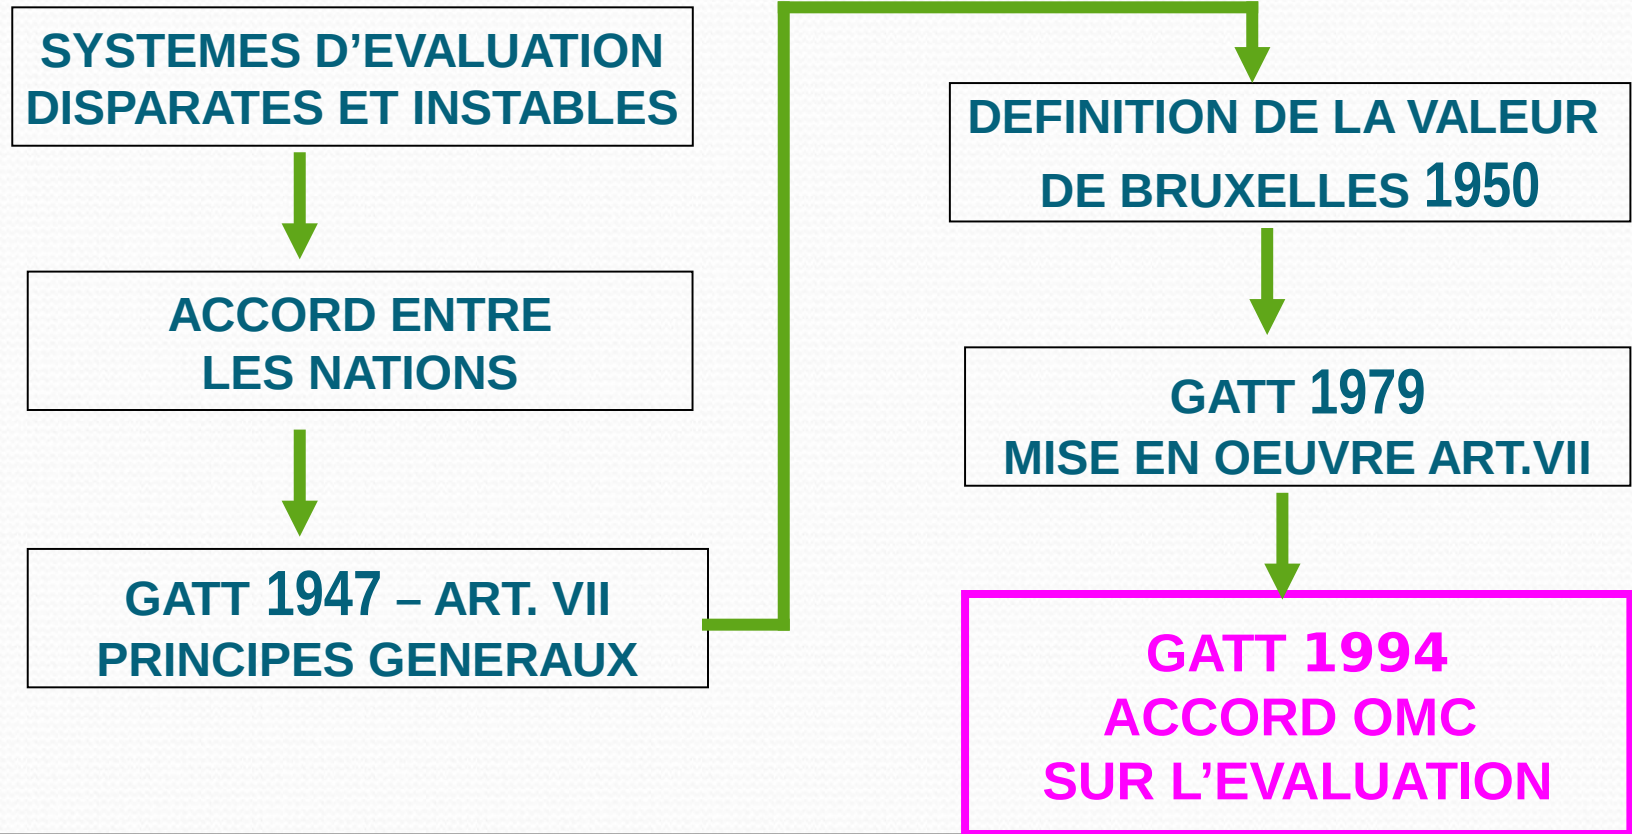 SYSTEMES D’EVALUATION
DISPARATES ET INSTABLES
ACCORD ENTRE
LES NATIONS
GATT 1947 – ART. VII
PRINCIPES GENERAUX
DEFINITION DE LA VALEUR
DE BRUXELLES 1950
GATT 1979
MISE EN OEUVRE ART.VII
GATT 1994
ACCORD OMC
SUR L’EVALUATION